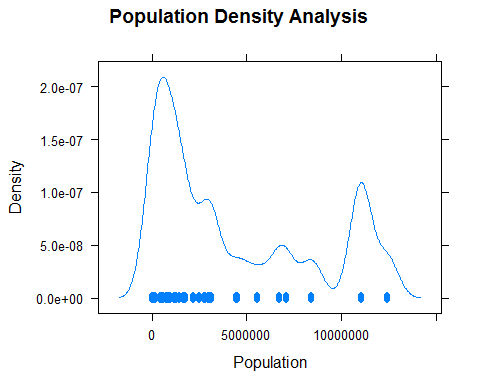 Population Density Analysis
2.0e-07
1.5e-07
1.0e-07
5.0e-08
0.0e+00
Density
0 5000000 10000000
Population